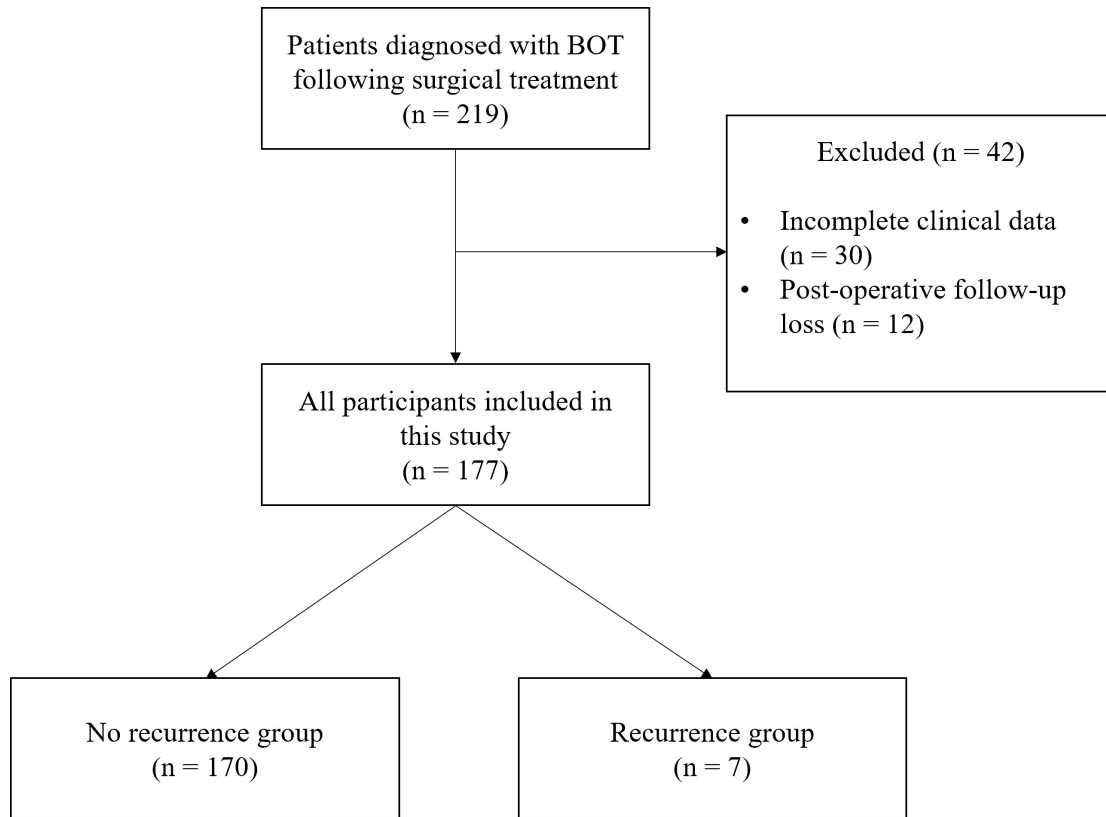 Patients diagnosed with BOT
following surgical treatment
(n = 219)
Excluded (n = 42)
• Incomplete clinical data
(n = 30)
• Post-operative follow-up
loss (n = 12)
All participants included in
this study
(n = 177)
No recurrence group
(n = 170)
Recurrence group
(n = 7)